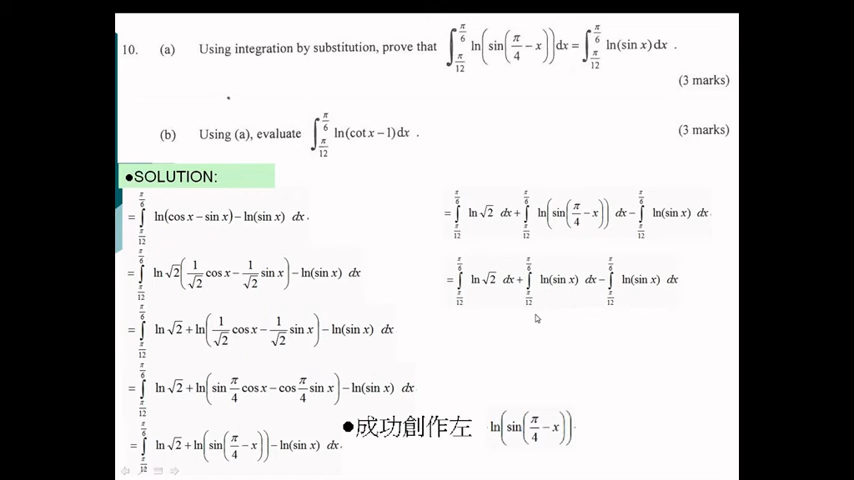 10. (a) Using integration by substitution, prove that ∫_{π/12}^{π/6} ln(sin(π/4 − x))dx = ∫_{π/12}^{π/6} ln(sin x)dx .
(3 marks)
(b) Using (a), evaluate ∫_{π/12}^{π/6} ln(cot x − 1)dx .
(3 marks)
●SOLUTION:
= ∫_{π/12}^{π/6} ln(cos x − sin x) − ln(sin x) dx.
= ∫_{π/12}^{π/6} ln √2(1/√2 cos x − 1/√2 sin x) − ln(sin x) dx
= ∫_{π/12}^{π/6} ln √2 + ln(1/√2 cos x − 1/√2 sin x) − ln(sin x) dx
= ∫_{π/12}^{π/6} ln √2 + ln(sin π/4 cos x − cos π/4 sin x) − ln(sin x) dx
= ∫_{π/12}^{π/6} ln √2 + ln(sin(π/4 − x)) − ln(sin x) dx.
●成功創作左 ln(sin(π/4 − x)).
= ∫_{π/12}^{π/6} ln √2 dx + ∫_{π/12}^{π/6} ln(sin(π/4 − x)) dx − ∫_{π/12}^{π/6} ln(sin x) dx.
= ∫_{π/12}^{π/6} ln √2 dx + ∫_{π/12}^{π/6} ln(sin x) dx − ∫_{π/12}^{π/6} ln(sin x) dx